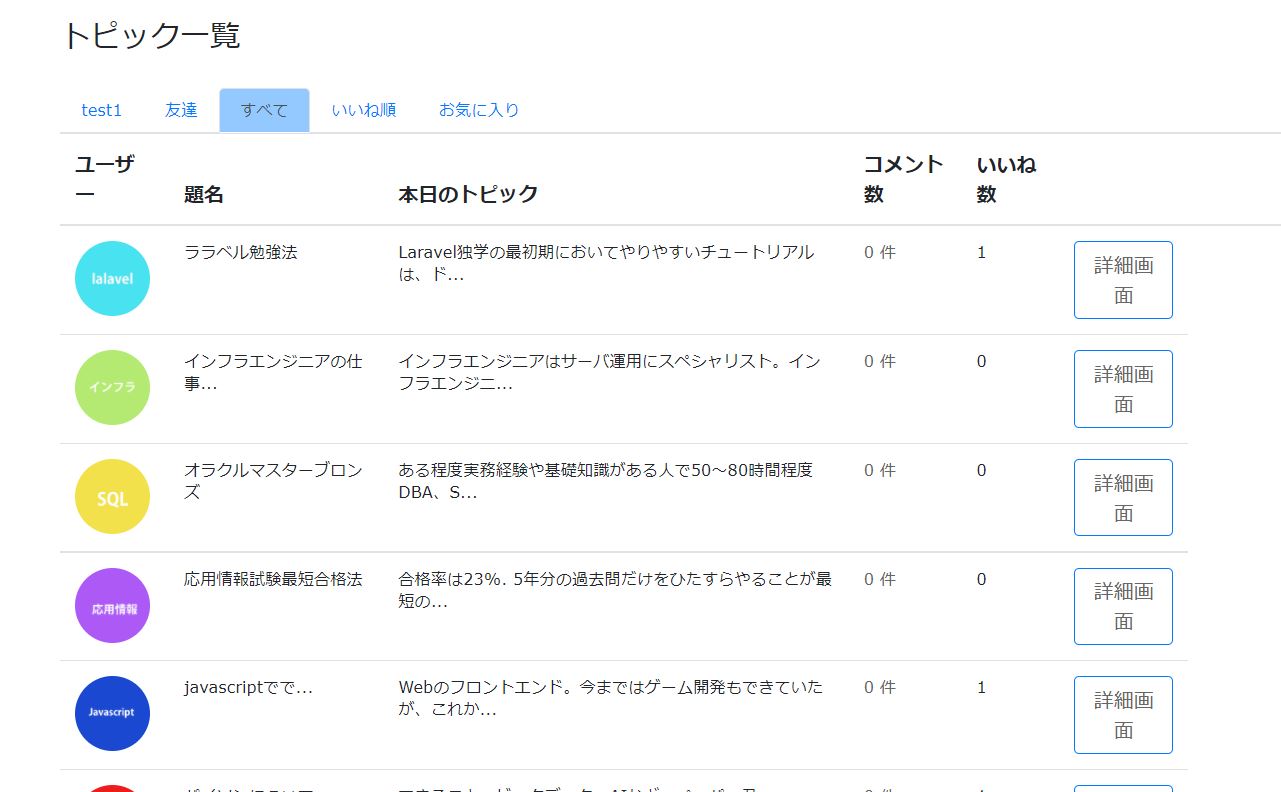 トピック一覧
test1 友達 すべて いいね順 お気に入り
ユーザ
ー
題名
本日のトピック
コメント
数
いいね
数
lalavel
ララベル勉強法
Laravel独学の最初期においてやりやすいチュートリアル
は、ド...
0 件
1
詳細画
面
インフラ
インフラエンジニアの仕
事...
インフラエンジニアはサーバ運用にスペシャリスト。イン
フラエンジニ...
0 件
0
詳細画
面
SQL
オラクルマスターブロン
ズ
ある程度実務経験や基礎知識がある人で50～80時間程度
DBA、S...
0 件
0
詳細画
面
応用情報
応用情報試験最短合格法
合格率は23%. 5年分の過去問だけをひたすらやることが最
短の...
0 件
0
詳細画
面
Javascript
javascriptでで...
Webのフロントエンド。今まではゲーム開発もできていた
が、これか...
0 件
1
詳細画
面